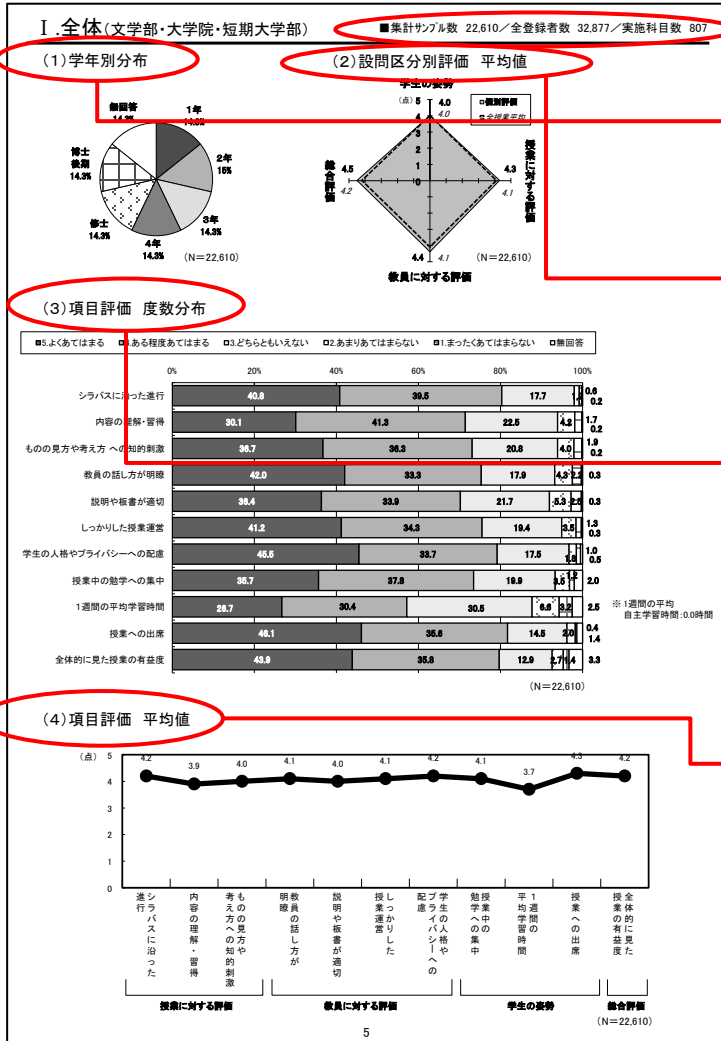 Ⅰ.全体(文学部・大学院・短期大学部)
■集計サンプル数 22,610/全登録者数 32,877/実施科目数 807
(1)学年別分布
無回答
14.3%
1年
14.3%
2年
15%
3年
14.3%
4年
14.3%
修士
14.3%
博士
後期
14.3%
(N=22,610)
(2)設問区分別評価 平均値
学生の姿勢
(点)
5
4
3
2
1
0
4.0
4.0
□個別評価
全授業平均
授業に対する評価
4.3
4.1
4.4
4.1
教員に対する評価
総合評価
4.5
4.2
(N=22,610)
(3)項目評価 度数分布
■5.よくあてはまる
■4.ある程度あてはまる
□3.どちらともいえない
□2.あまりあてはまらない
■1.まったくあてはまらない
□無回答
0% 20% 40% 60% 80% 100%
シラバスに沿った進行 40.8 39.5 17.7 0.6 0.2
内容の理解・習得 30.1 41.3 22.5 4.2 1.7 0.2
ものの見方や考え方 への知的刺激 36.7 36.3 20.8 4.0 1.9 0.2
教員の話し方が明瞭 42.0 33.3 17.9 4.3 2.2 0.3
説明や板書が適切 36.4 33.9 21.7 5.3 2.5 0.3
しっかりした授業運営 41.2 34.3 19.4 3.5 1.3 0.3
学生の人格やプライバシーへの配慮 45.5 33.7 17.5 1.8 1.0 0.5
授業中の勉学への集中 35.7 37.8 19.9 3.5 1.2 2.0
1週間の平均学習時間 26.7 30.4 30.5 6.6 3.2 2.5
授業への出席 46.1 35.6 14.5 2.0 0.4 1.4
全体的に見た授業の有益度 43.9 35.8 12.9 2.7 1.4 3.3
※1週間の平均
自主学習時間:0.0時間
(N=22,610)
(4)項目評価 平均値
(点)
5
4
3
2
1
0
4.2 3.9 4.0 4.1 4.0 4.1 4.2 4.1 3.7 4.3 4.2
シラバスに沿った
進行
内容の理解・習得
ものの見方や
考え方への知的刺激
教員の話し方が
明瞭
説明や板書が適切
しっかりした
授業運営
学生の人格や
プライバシーへの
配慮
授業中の
勉学への集中
1週間の
平均学習時間
授業への出席
全体的に見た
授業の有益度
授業に対する評価
教員に対する評価
学生の姿勢
総合評価
(N=22,610)
5